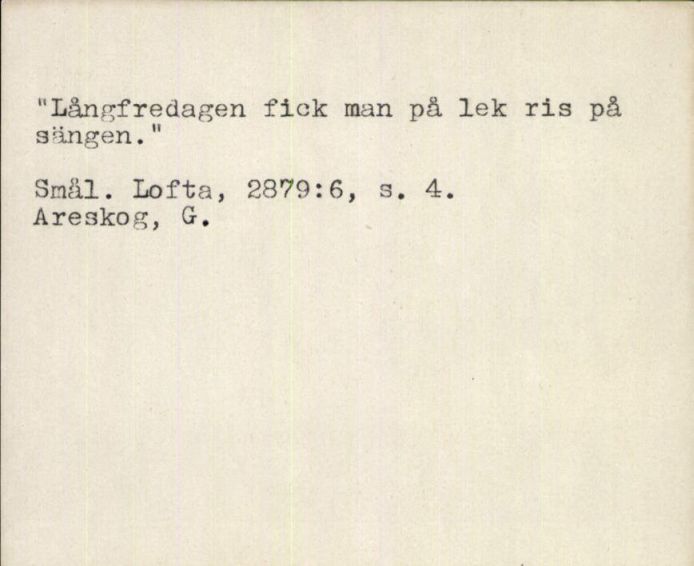 "Långfredagen fick man på lek ris på
sängen."
Smål. Lofta, 2879:6, s. 4.
Areskog, G.